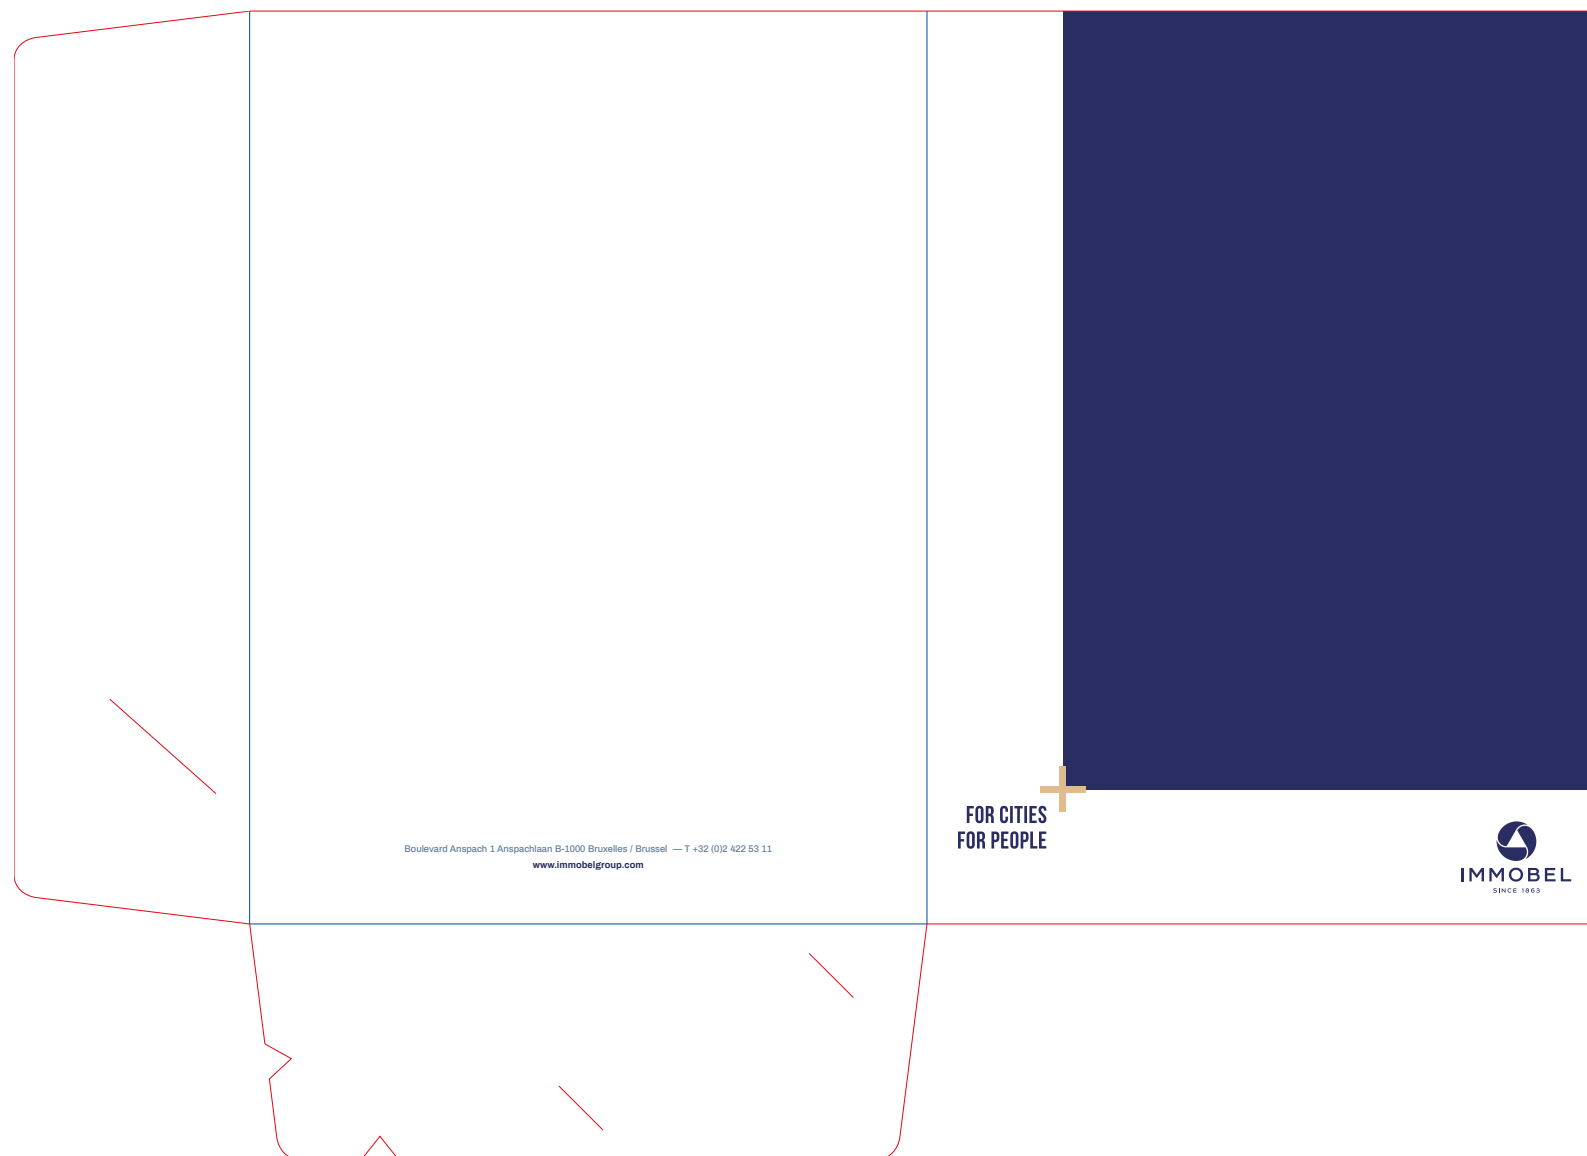 Boulevard Anspach 1 Anspachlaan B-1000 Bruxelles / Brussel — T +32 (0)2 422 53 11
www.immobelgroup.com
FOR CITIES
FOR PEOPLE
IMMOBEL
SINCE 1863